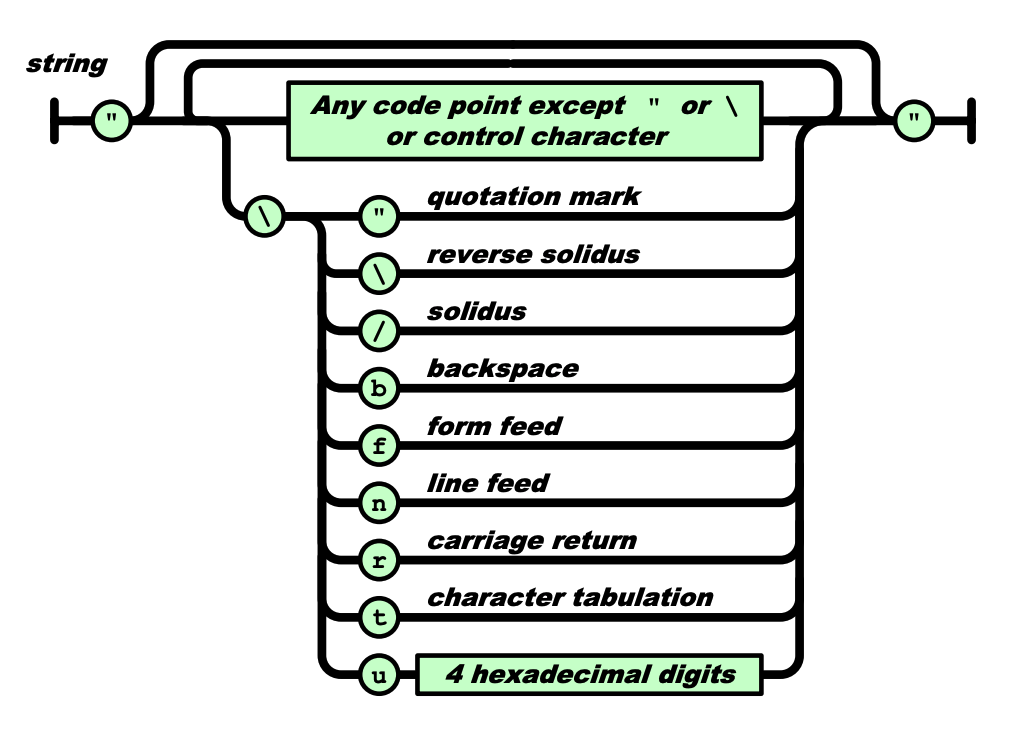 string
"
Any code point except " or \
or control character
"
\
" quotation mark
\ reverse solidus
/ solidus
b backspace
f form feed
n line feed
r carriage return
t character tabulation
u 4 hexadecimal digits